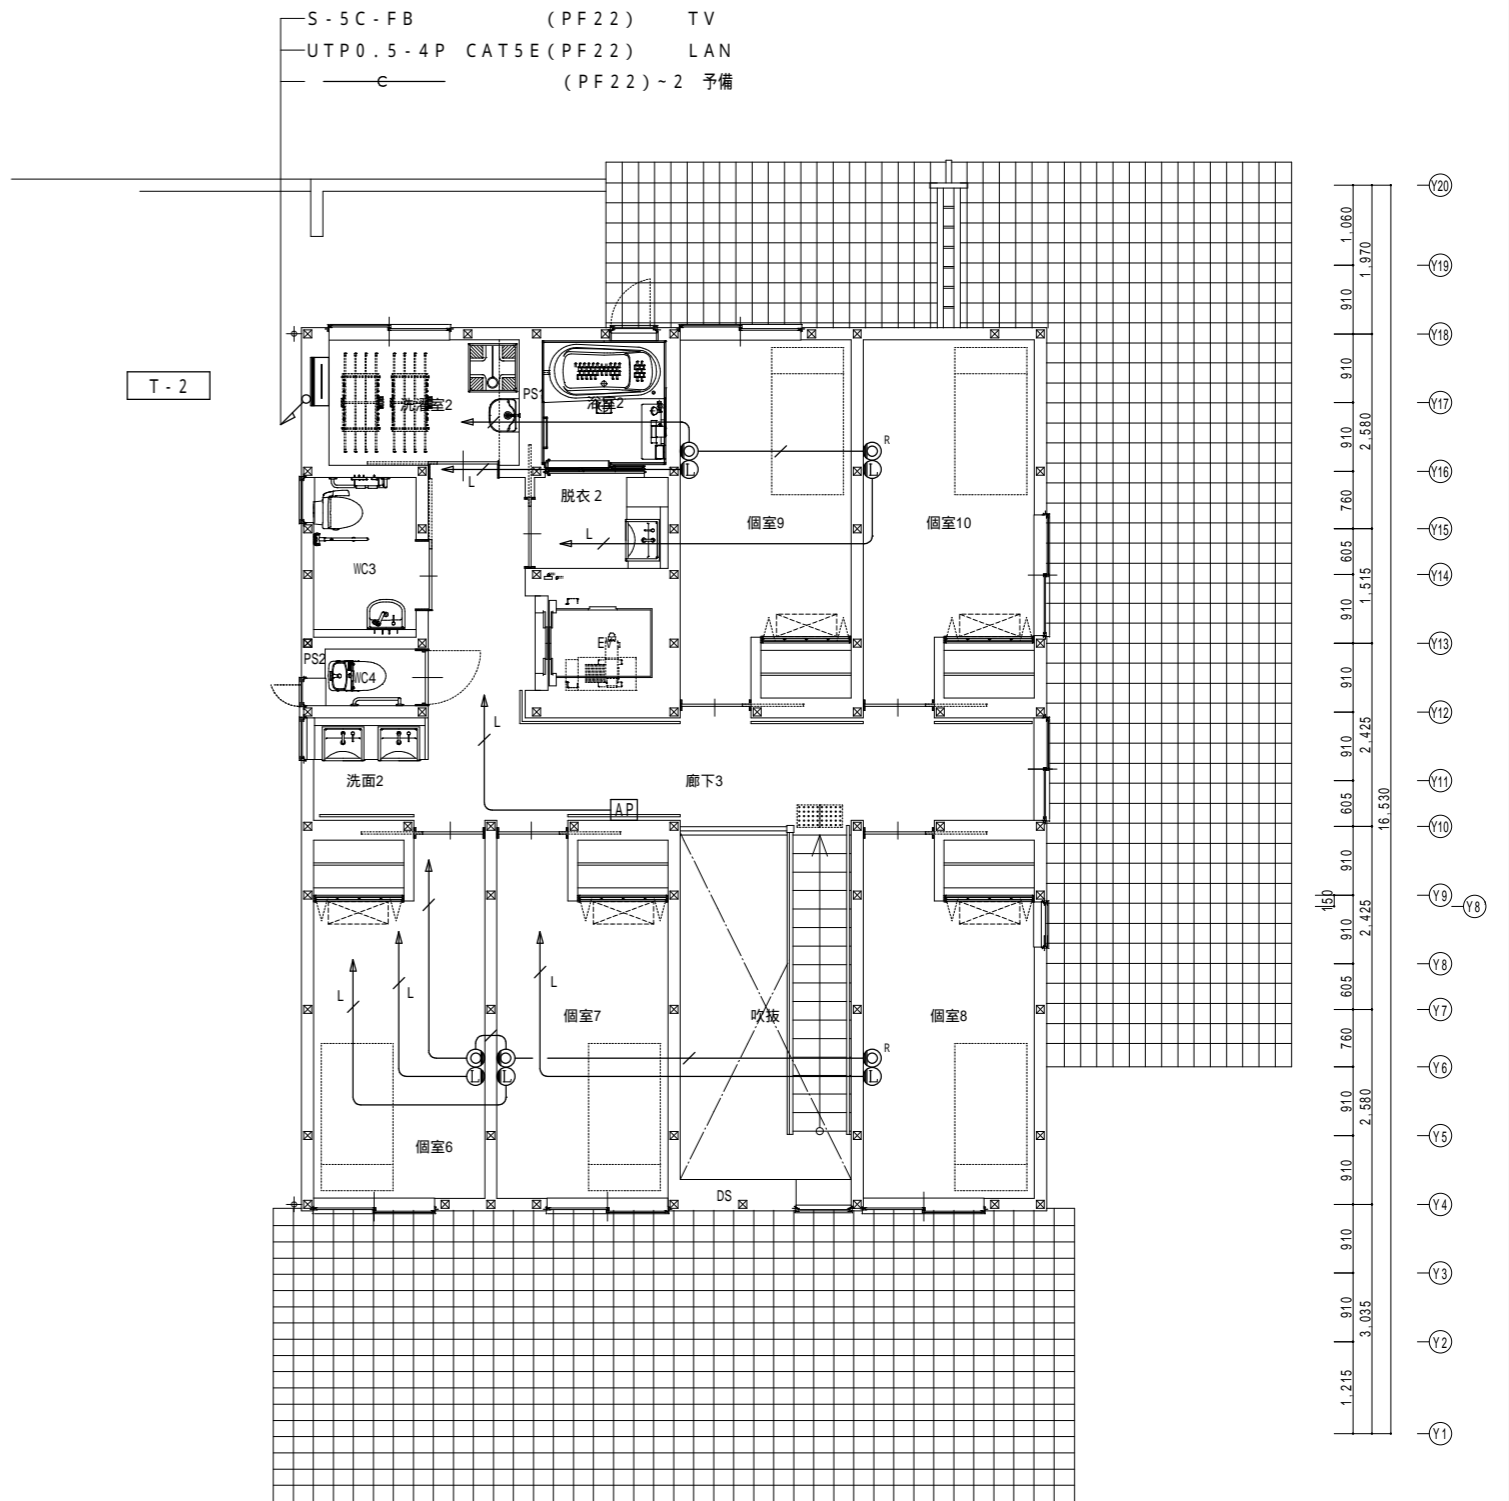 S-5C-FB (PF22) TV
UTP0.5-4P CAT5E(PF22) LAN
C (PF22)~2 予備
T-2
Y20
1,060
1,970
Y19
910
Y18
910
Y17
2,580
910
Y16
760
Y15
605
1,515
Y14
910
Y13
910
Y12
2,425
910
Y11
605
16,530
Y10
910
150
Y9
Y8
2,425
910
Y8
605
Y7
760
Y6
2,580
910
Y5
910
Y4
910
Y3
910
3,035
Y2
1,215
Y1
洗濯室2
PS1
浴室2
R
L
L
L
脱衣2
個室9
個室10
L
WC3
EV
PS2
WC4
L
洗面2
廊下3
AP
L
L
L
個室7
吹抜
個室8
R
L
L
L
個室6
DS